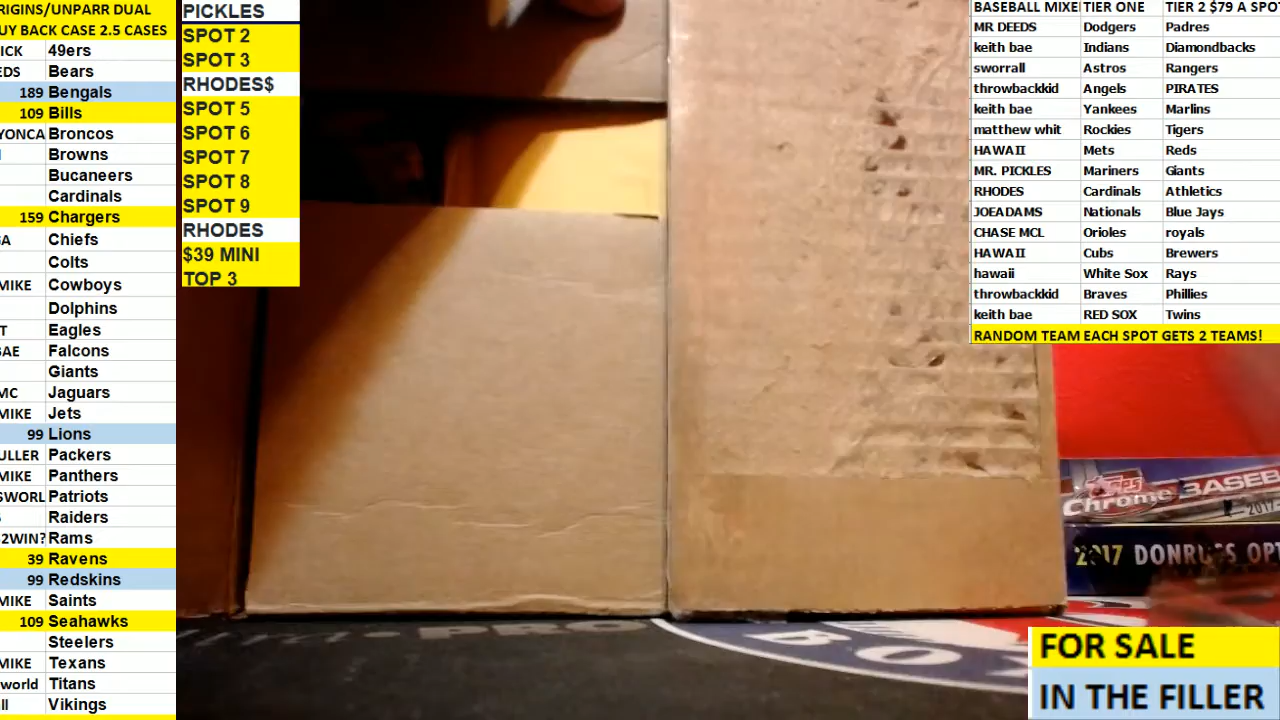 RIGINS/UNPARR DUAL
UY BACK CASE 2.5 CASES
ICK 49ers
EDS Bears
189 Bengals
109 Bills
YONCA Broncos
Browns
Bucaneers
Cardinals
159 Chargers
GA Chiefs
Colts
MIKE Cowboys
Dolphins
T Eagles
BAE Falcons
Giants
MC Jaguars
MIKE Jets
99 Lions
ULLER Packers
MIKE Panthers
SWORL Patriots
Raiders
2WIN? Rams
39 Ravens
99 Redskins
MIKE Saints
109 Seahawks
Steelers
MIKE Texans
world Titans
ll Vikings
PICKLES
SPOT 2
SPOT 3
RHODES$
SPOT 5
SPOT 6
SPOT 7
SPOT 8
SPOT 9
RHODES
$39 MINI
TOP 3
BASEBALL MIXE TIER ONE TIER 2 $79 A SPOT
MR DEEDS Dodgers Padres
keith bae Indians Diamondbacks
sworrall Astros Rangers
throwbackkid Angels PIRATES
keith bae Yankees Marlins
matthew whit Rockies Tigers
HAWAII Mets Reds
MR. PICKLES Mariners Giants
RHODES Cardinals Athletics
JOEADAMS Nationals Blue Jays
CHASE MCL Orioles royals
HAWAII Cubs Brewers
hawaii White Sox Rays
throwbackkid Braves Phillies
keith bae RED SOX Twins
RANDOM TEAM EACH SPOT GETS 2 TEAMS!
Topps Chrome BASEB
2017
2017 DONRUSS OPT
PRO
BOX
FOR SALE
IN THE FILLER